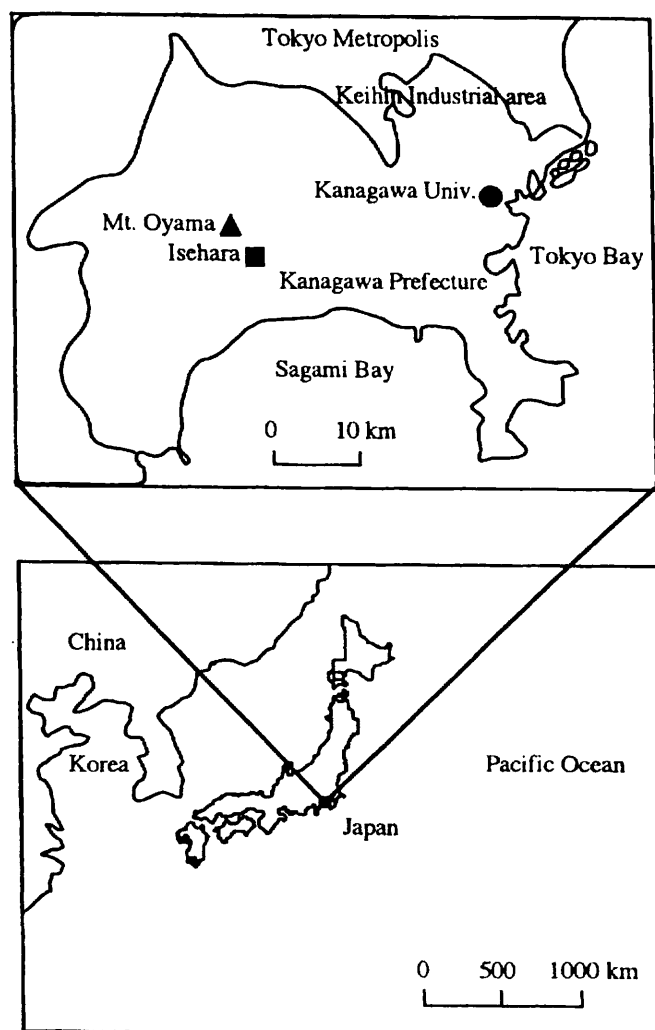 Tokyo Metropolis
Keihin Industrial area
Kanagawa Univ.
Mt. Oyama
Isehara
Tokyo Bay
Kanagawa Prefecture
Sagami Bay
0 10 km
China
Korea
Pacific Ocean
Japan
0 500 1000 km